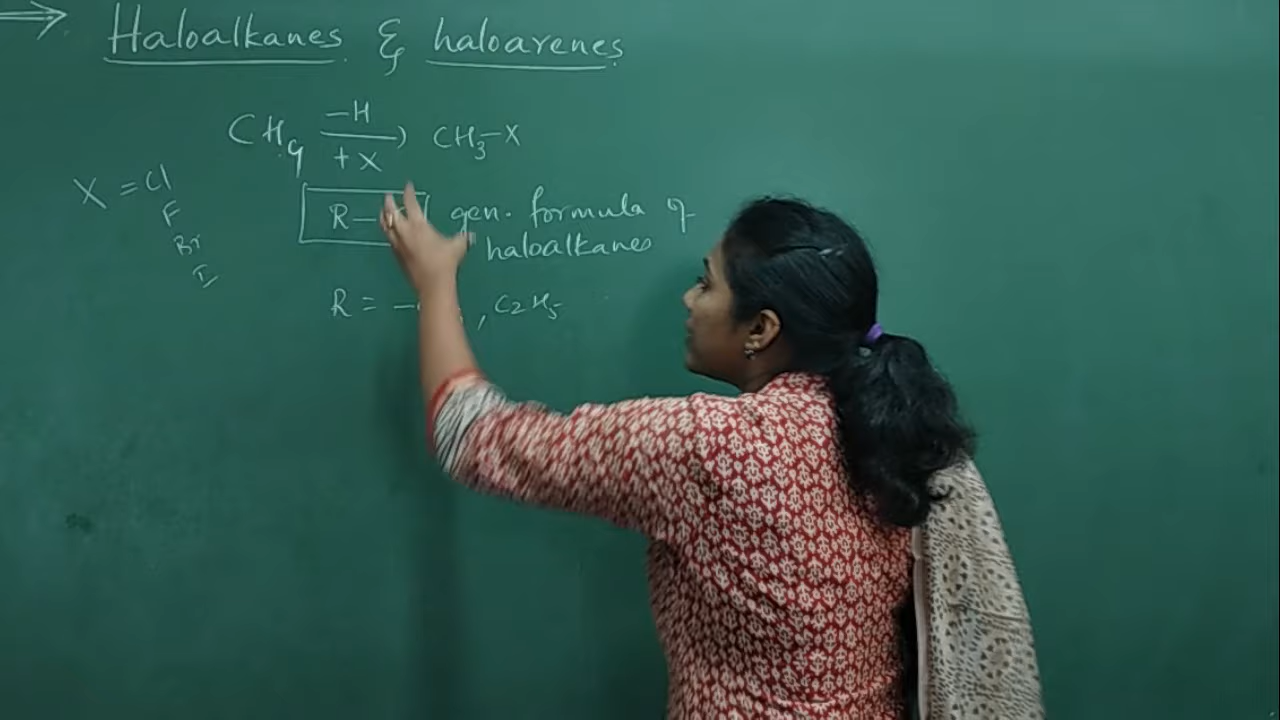 ⇒ Haloalkanes & haloarenes.
CH4 −H / +X → CH3−X
X = Cl
F
Br
I
R− gen. formula of
haloalkanes
R = − , C2H5